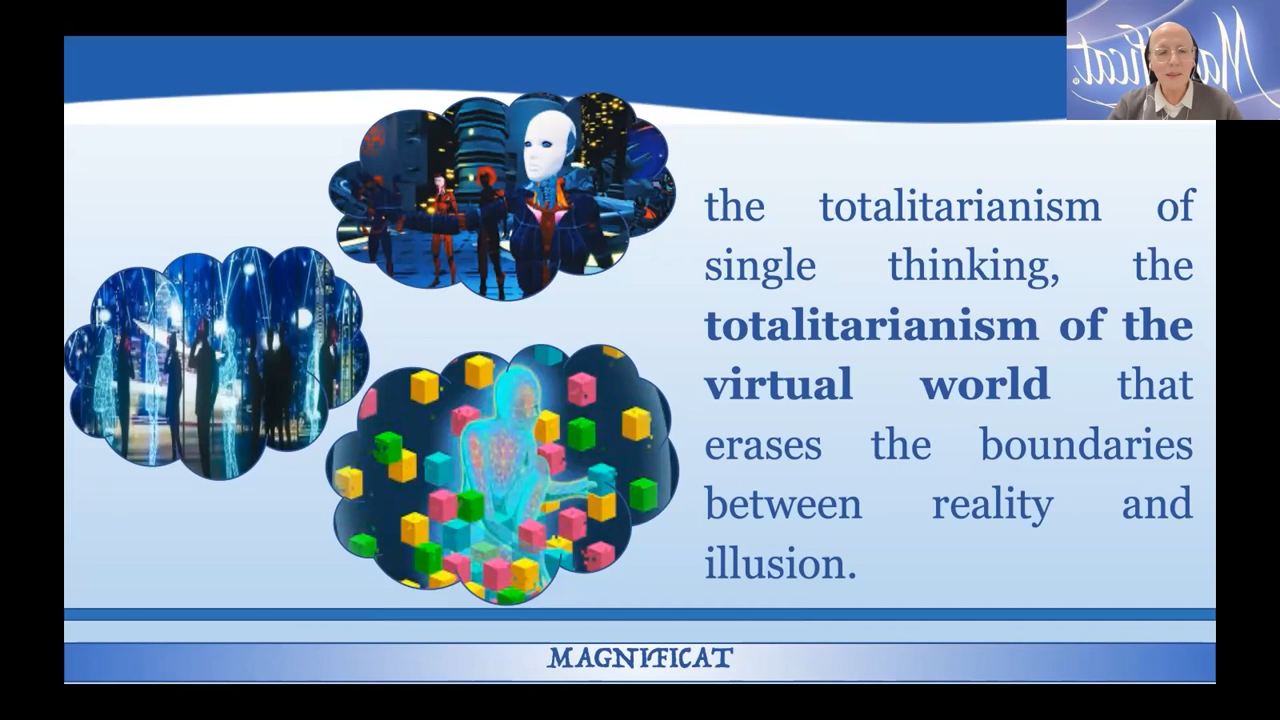 Magnificat.
the totalitarianism of
single thinking, the
totalitarianism of the
virtual world that
erases the boundaries
between reality and
illusion.
MAGNIFICAT